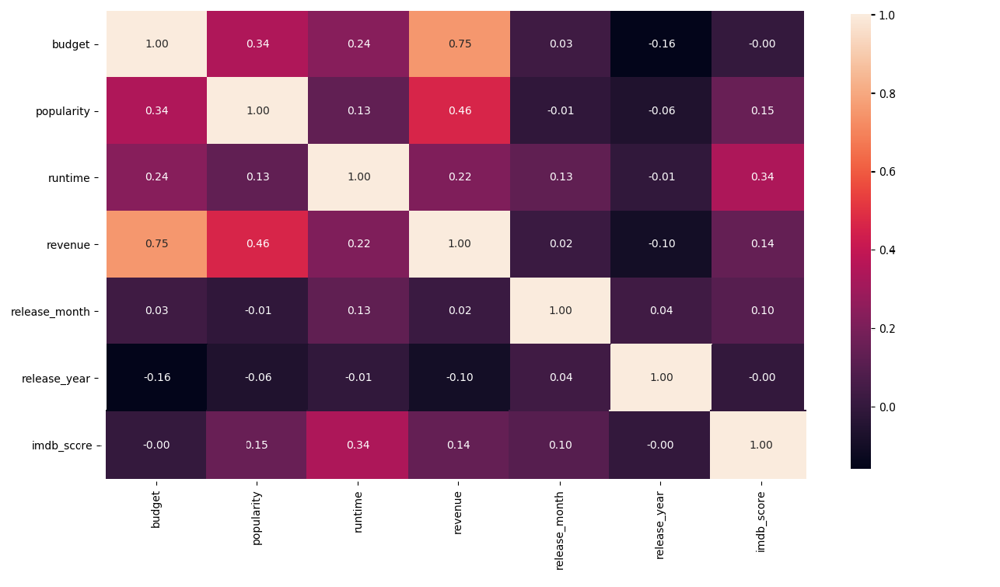 budget 1.00 0.34 0.24 0.75 0.03 -0.16 -0.00
popularity 0.34 1.00 0.13 0.46 -0.01 -0.06 0.15
runtime 0.24 0.13 1.00 0.22 0.13 -0.01 0.34
revenue 0.75 0.46 0.22 1.00 0.02 -0.10 0.14
release_month 0.03 -0.01 0.13 0.02 1.00 0.04 0.10
release_year -0.16 -0.06 -0.01 -0.10 0.04 1.00 -0.00
imdb_score -0.00 0.15 0.34 0.14 0.10 -0.00 1.00
budget popularity runtime revenue release_month release_year imdb_score
1.0
0.8
0.6
0.4
0.2
0.0